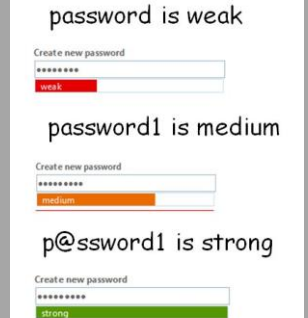 password is weak
Create new password
••••••••
weak
password1 is medium
Create new password
•••••••••
medium
p@ssword1 is strong
Create new password
•••••••••
strong